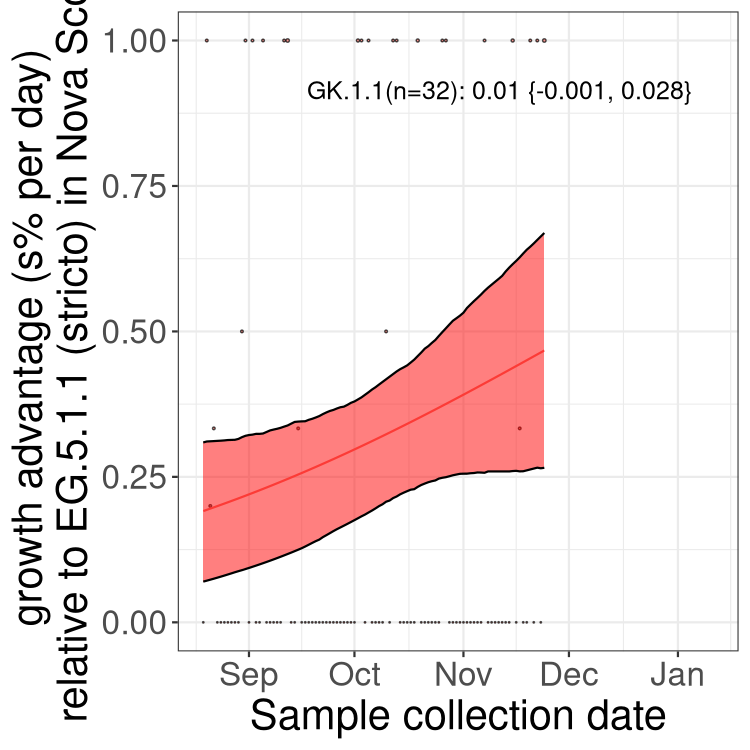 growth advantage (s% per day)
relative to EG.5.1.1 (stricto) in Nova Sco
1.00
0.75
0.50
0.25
0.00
GK.1.1(n=32): 0.01 {-0.001, 0.028}
Sep Oct Nov Dec Jan
Sample collection date